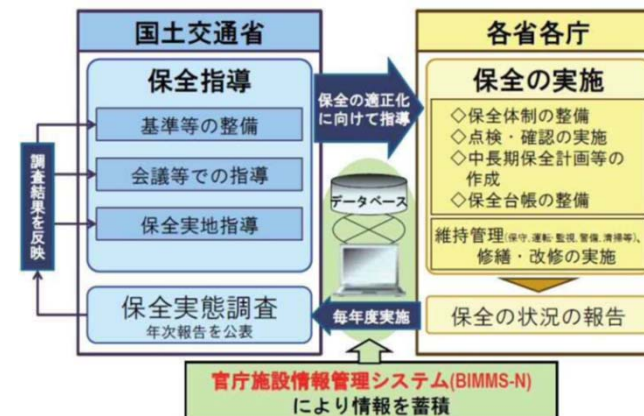 国土交通省
保全指導
基準等の整備
会議等での指導
保全実地指導
調査結果を反映
保全実態調査
年次報告を公表
保全の適正化
に向けて指導
データベース
毎年度実施
各省各庁
保全の実施
◇保全体制の整備
◇点検・確認の実施
◇中長期保全計画等の
作成
◇保全台帳の整備
維持管理(保守、運転・監視、警備、清掃等)、
修繕・改修の実施
保全の状況の報告
官庁施設情報管理システム(BIMMS-N)
により情報を蓄積